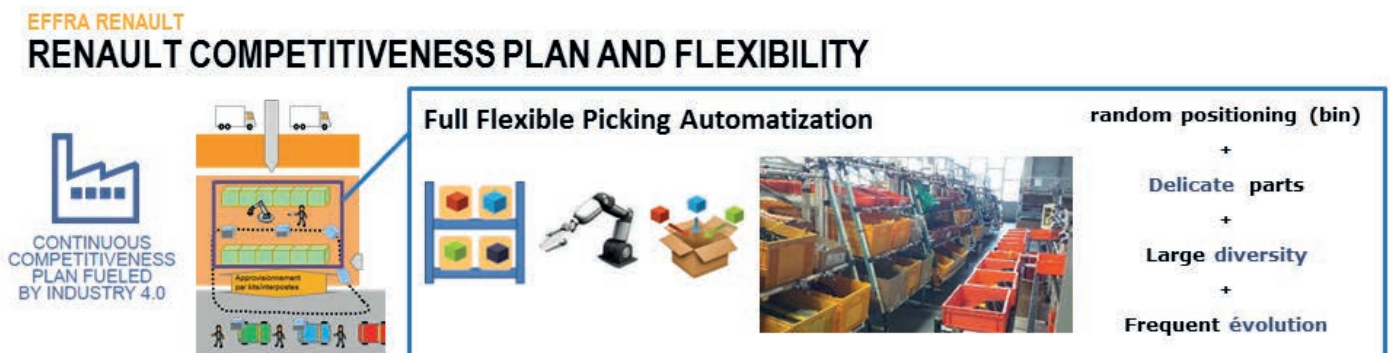 EFFRA RENAULT
RENAULT COMPETITIVENESS PLAN AND FLEXIBILITY
CONTINUOUS
COMPETITIVENESS
PLAN FUELED
BY INDUSTRY 4.0
Approvisionnement
par kits/interpostes
Full Flexible Picking Automatization
random positioning (bin)
+
Delicate parts
+
Large diversity
+
Frequent évolution